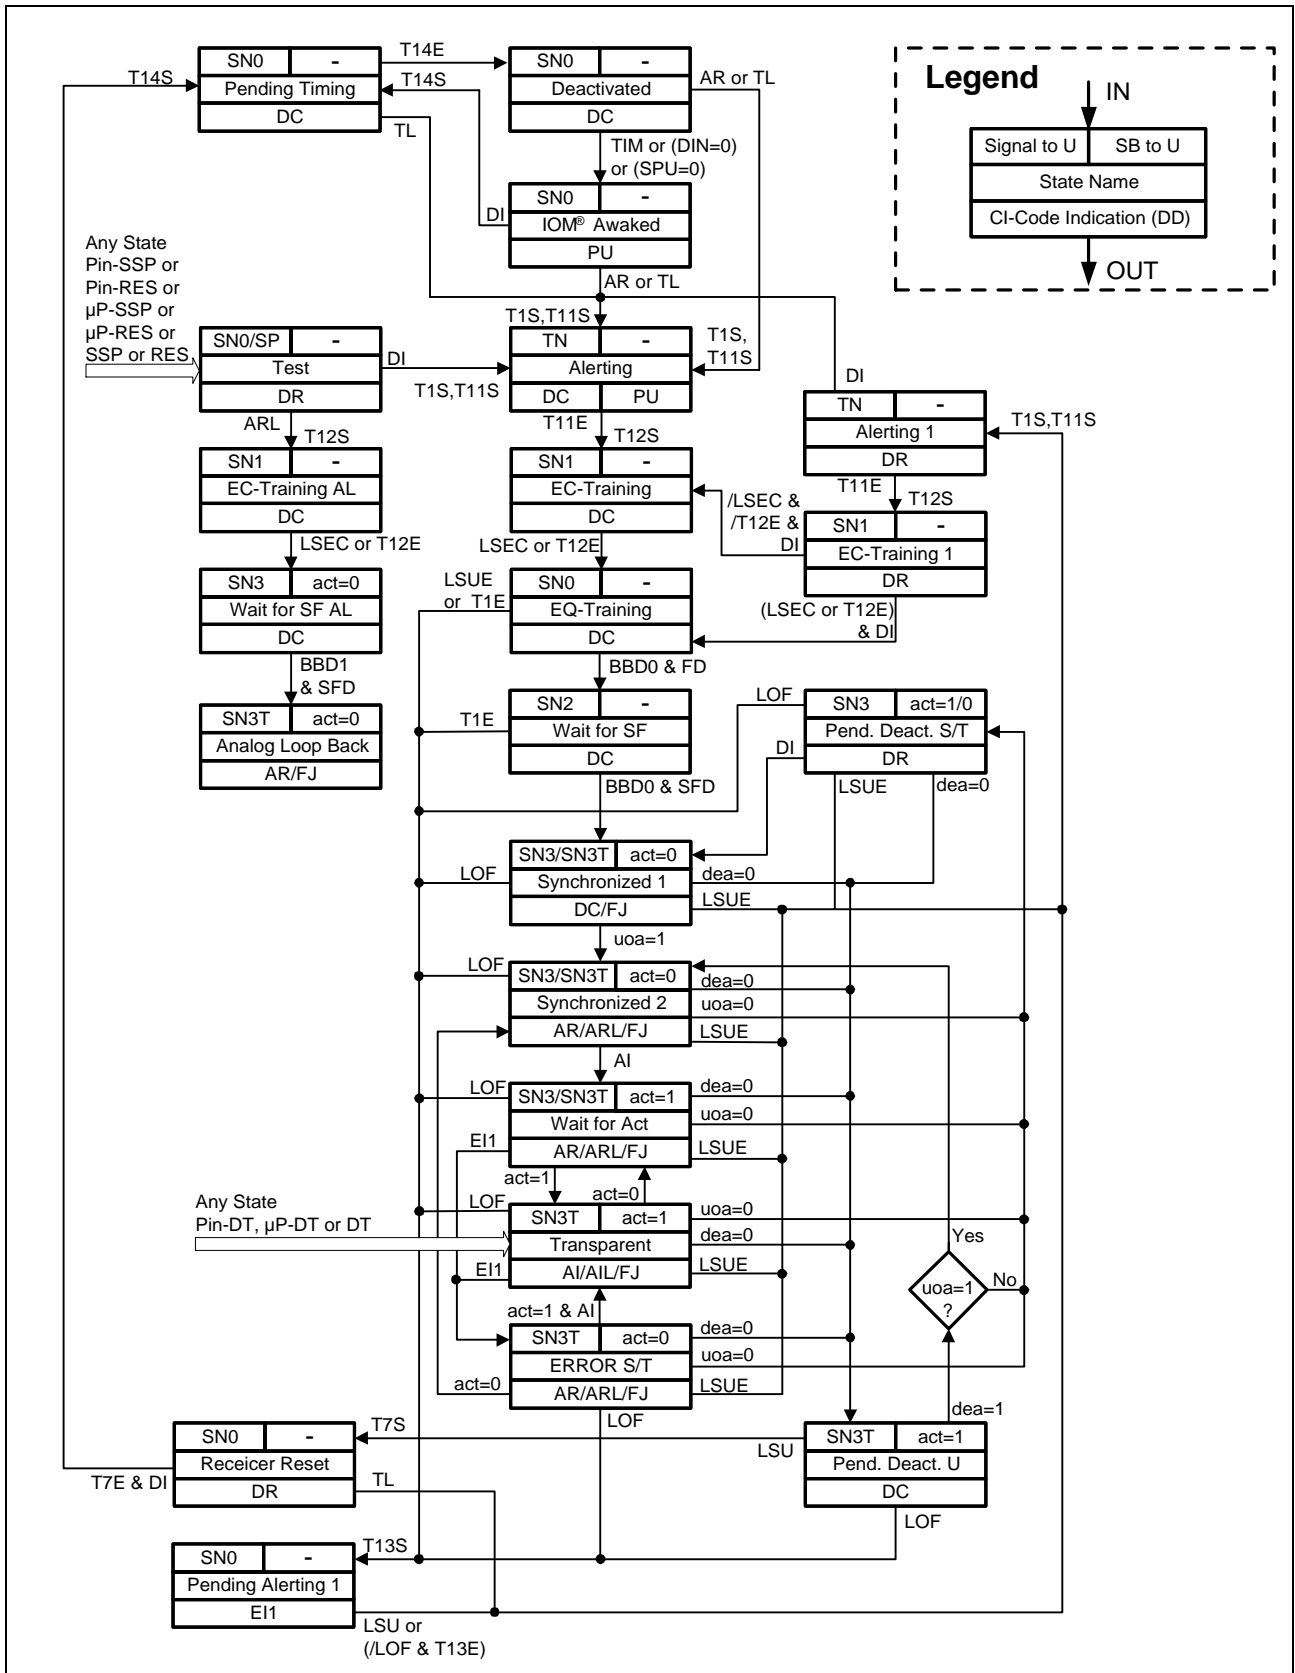 SN0 -
Pending Timing
DC
T14S
T14E
T14S
TL
SN0 -
Deactivated
DC
AR or TL
TIM or (DIN=0)
or (SPU=0)
SN0 -
IOM® Awaked
PU
DI
AR or TL
Legend
IN
Signal to U SB to U
State Name
CI-Code Indication (DD)
OUT
Any State
Pin-SSP or
Pin-RES or
µP-SSP or
µP-RES or
SSP or RES
SN0/SP -
Test
DR
DI
T1S,T11S
T1S,T11S
TN -
Alerting
DC PU
T1S,
T11S
DI
TN -
Alerting 1
DR
T1S,T11S
ARL
T12S
T11E
T12S
T11E
T12S
SN1 -
EC-Training AL
DC
SN1 -
EC-Training
DC
/LSEC &
/T12E &
DI
SN1 -
EC-Training 1
DR
LSEC or T12E
LSEC or T12E
(LSEC or T12E)
& DI
SN3 act=0
Wait for SF AL
DC
LSUE
or T1E
SN0 -
EQ-Training
DC
BBD1
& SFD
BBD0 & FD
SN3T act=0
Analog Loop Back
AR/FJ
T1E
SN2 -
Wait for SF
DC
BBD0 & SFD
LOF
SN3 act=1/0
Pend. Deact. S/T
DR
DI
LSUE
dea=0
LOF
SN3/SN3T act=0
Synchronized 1
DC/FJ
dea=0
LSUE
uoa=1
LOF
SN3/SN3T act=0
Synchronized 2
AR/ARL/FJ
dea=0
uoa=0
LSUE
AI
LOF
SN3/SN3T act=1
Wait for Act
AR/ARL/FJ
dea=0
uoa=0
LSUE
EI1
act=1
act=0
Any State
Pin-DT, µP-DT or DT
LOF
SN3T act=1
Transparent
AI/AIL/FJ
uoa=0
dea=0
LSUE
EI1
Yes
uoa=1
?
No
act=1 & AI
SN3T act=0
ERROR S/T
AR/ARL/FJ
dea=0
uoa=0
LSUE
act=0
LOF
dea=1
SN3T act=1
Pend. Deact. U
DC
LSU
LOF
T7S
SN0 -
Receicer Reset
DR
T7E & DI
TL
T13S
SN0 -
Pending Alerting 1
EI1
LSU or
(/LOF & T13E)